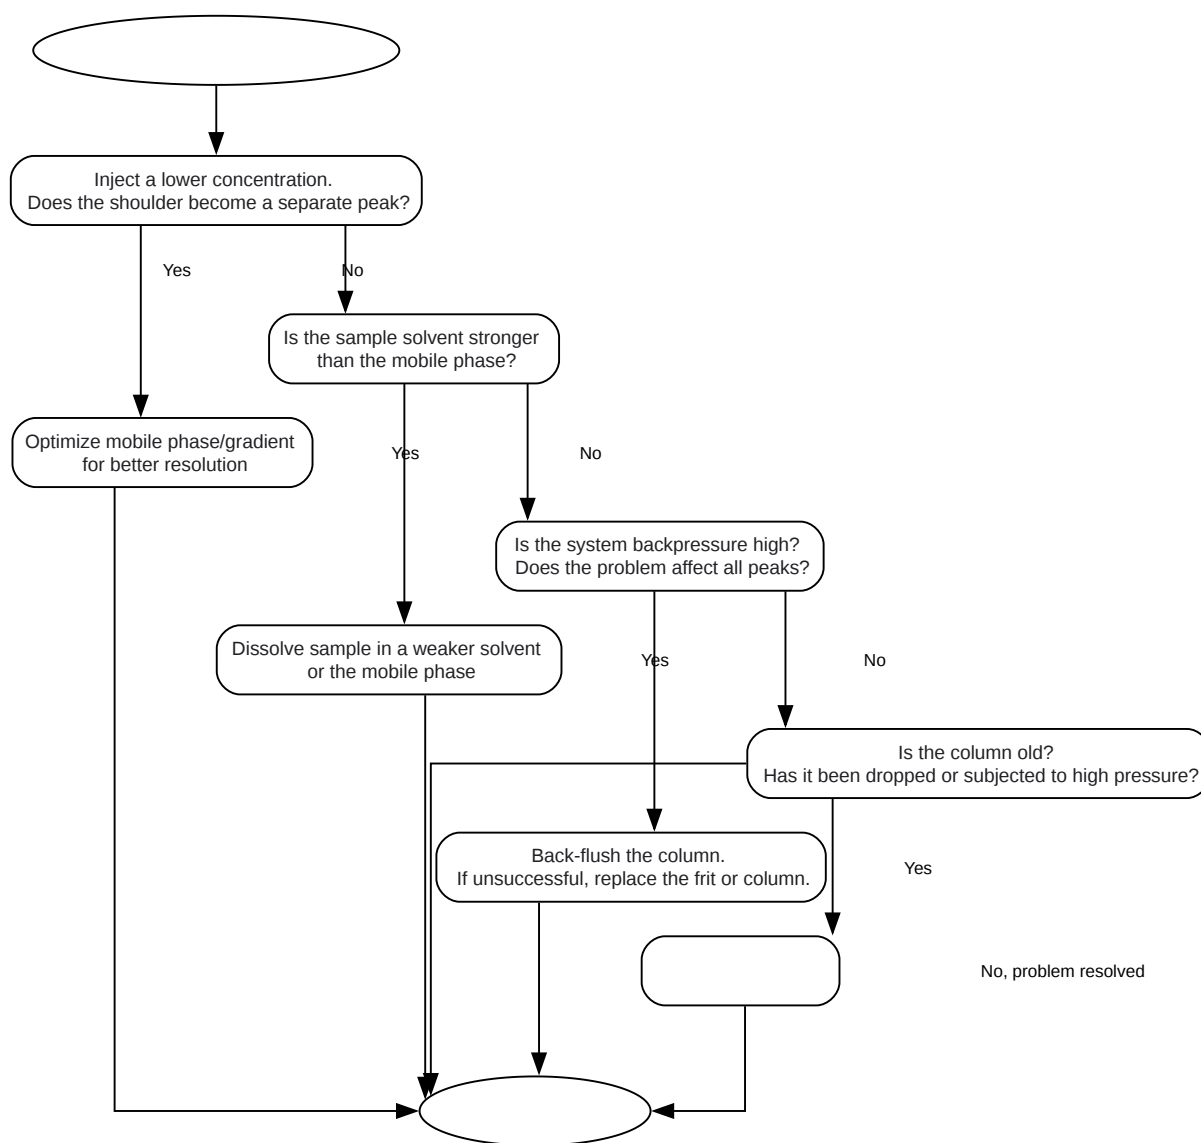 Inject a lower concentration.
Does the shoulder become a separate peak?
Yes
No
Is the sample solvent stronger
than the mobile phase?
Optimize mobile phase/gradient
for better resolution
Yes
No
Is the system backpressure high?
Does the problem affect all peaks?
Dissolve sample in a weaker solvent
or the mobile phase
Yes
No
Is the column old?
Has it been dropped or subjected to high pressure?
Back-flush the column.
If unsuccessful, replace the frit or column.
Yes
No, problem resolved